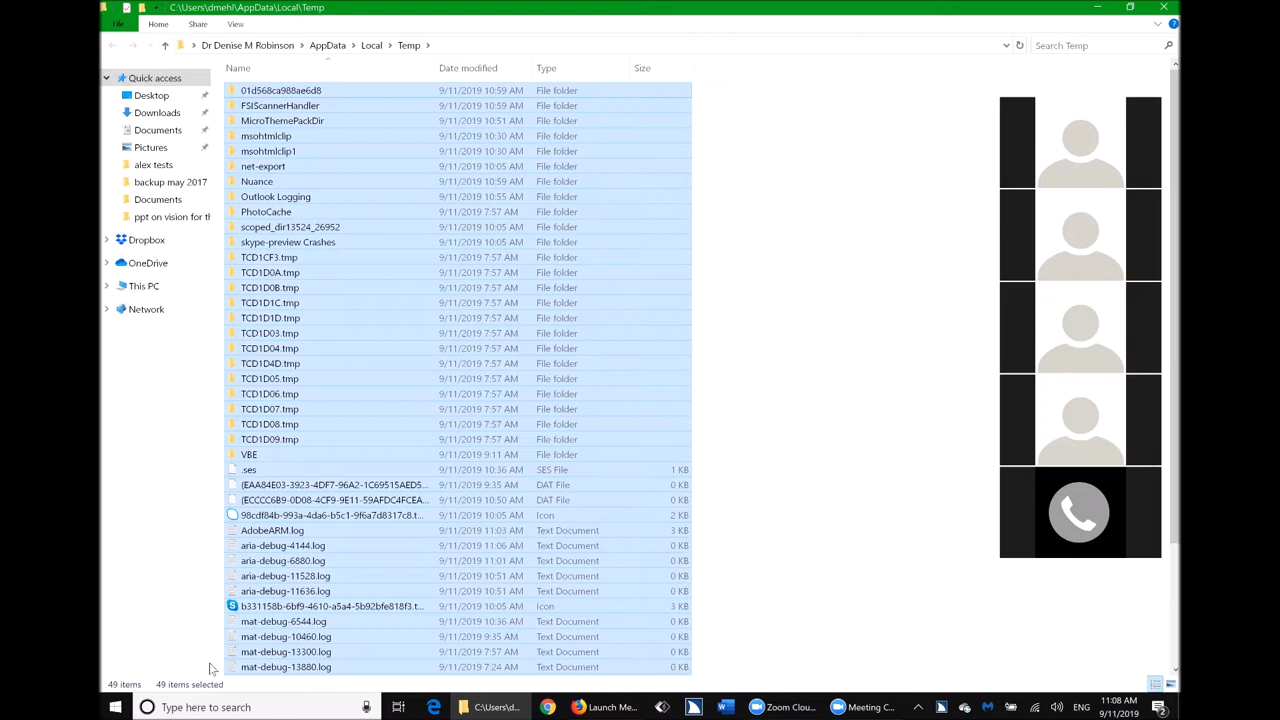 C:\Users\dmehl\AppData\Local\Temp
File Home Share View
Dr Denise M Robinson AppData Local Temp Search Temp
Name Date modified Type Size
Quick access
Desktop
Downloads
Documents
Pictures
alex tests
backup may 2017
Documents
ppt on vision for th
Dropbox
OneDrive
This PC
Network
01d568ca988ae6d8 9/11/2019 10:59 AM File folder
FSIScannerHandler 9/11/2019 10:59 AM File folder
MicroThemePackDir 9/11/2019 10:51 AM File folder
msohtmlclip 9/11/2019 10:30 AM File folder
msohtmlclip1 9/11/2019 10:30 AM File folder
net-export 9/11/2019 10:05 AM File folder
Nuance 9/11/2019 10:59 AM File folder
Outlook Logging 9/11/2019 10:55 AM File folder
PhotoCache 9/11/2019 7:57 AM File folder
scoped_dir13524_26952 9/11/2019 10:05 AM File folder
skype-preview Crashes 9/11/2019 10:05 AM File folder
TCD1CF3.tmp 9/11/2019 7:57 AM File folder
TCD1D0A.tmp 9/11/2019 7:57 AM File folder
TCD1D0B.tmp 9/11/2019 7:57 AM File folder
TCD1D1C.tmp 9/11/2019 7:57 AM File folder
TCD1D1D.tmp 9/11/2019 7:57 AM File folder
TCD1D03.tmp 9/11/2019 7:57 AM File folder
TCD1D04.tmp 9/11/2019 7:57 AM File folder
TCD1D4D.tmp 9/11/2019 7:57 AM File folder
TCD1D05.tmp 9/11/2019 7:57 AM File folder
TCD1D06.tmp 9/11/2019 7:57 AM File folder
TCD1D07.tmp 9/11/2019 7:57 AM File folder
TCD1D08.tmp 9/11/2019 7:57 AM File folder
TCD1D09.tmp 9/11/2019 7:57 AM File folder
VBE 9/11/2019 9:11 AM File folder
.ses 9/11/2019 10:36 AM SES File 1 KB
{EAA84E03-3923-4DF7-96A2-1C69515AED5... 9/11/2019 9:35 AM DAT File 0 KB
{ECCCC6B9-0D08-4CF9-9E11-59AFDC4FCEA... 9/11/2019 10:50 AM DAT File 0 KB
98cdf84b-993a-4da6-b5c1-9f6a7d8317c8.t... 9/11/2019 10:05 AM Icon 2 KB
AdobeARM.log 9/11/2019 11:03 AM Text Document 3 KB
aria-debug-4144.log 9/11/2019 11:06 AM Text Document 0 KB
aria-debug-6880.log 9/11/2019 11:01 AM Text Document 0 KB
aria-debug-11528.log 9/11/2019 10:51 AM Text Document 0 KB
aria-debug-11636.log 9/11/2019 10:51 AM Text Document 0 KB
b331158b-6bf9-4610-a5a4-5b92bfe818f3.t... 9/11/2019 10:05 AM Icon 3 KB
mat-debug-6544.log 9/11/2019 10:36 AM Text Document 0 KB
mat-debug-10460.log 9/11/2019 9:35 AM Text Document 0 KB
mat-debug-13300.log 9/11/2019 7:57 AM Text Document 0 KB
mat-debug-13880.log 9/11/2019 7:24 AM Text Document 0 KB
49 items 49 items selected
Type here to search C:\Users\d... Launch Me... Zoom Clou... Meeting C... ENG 11:08 AM
9/11/2019